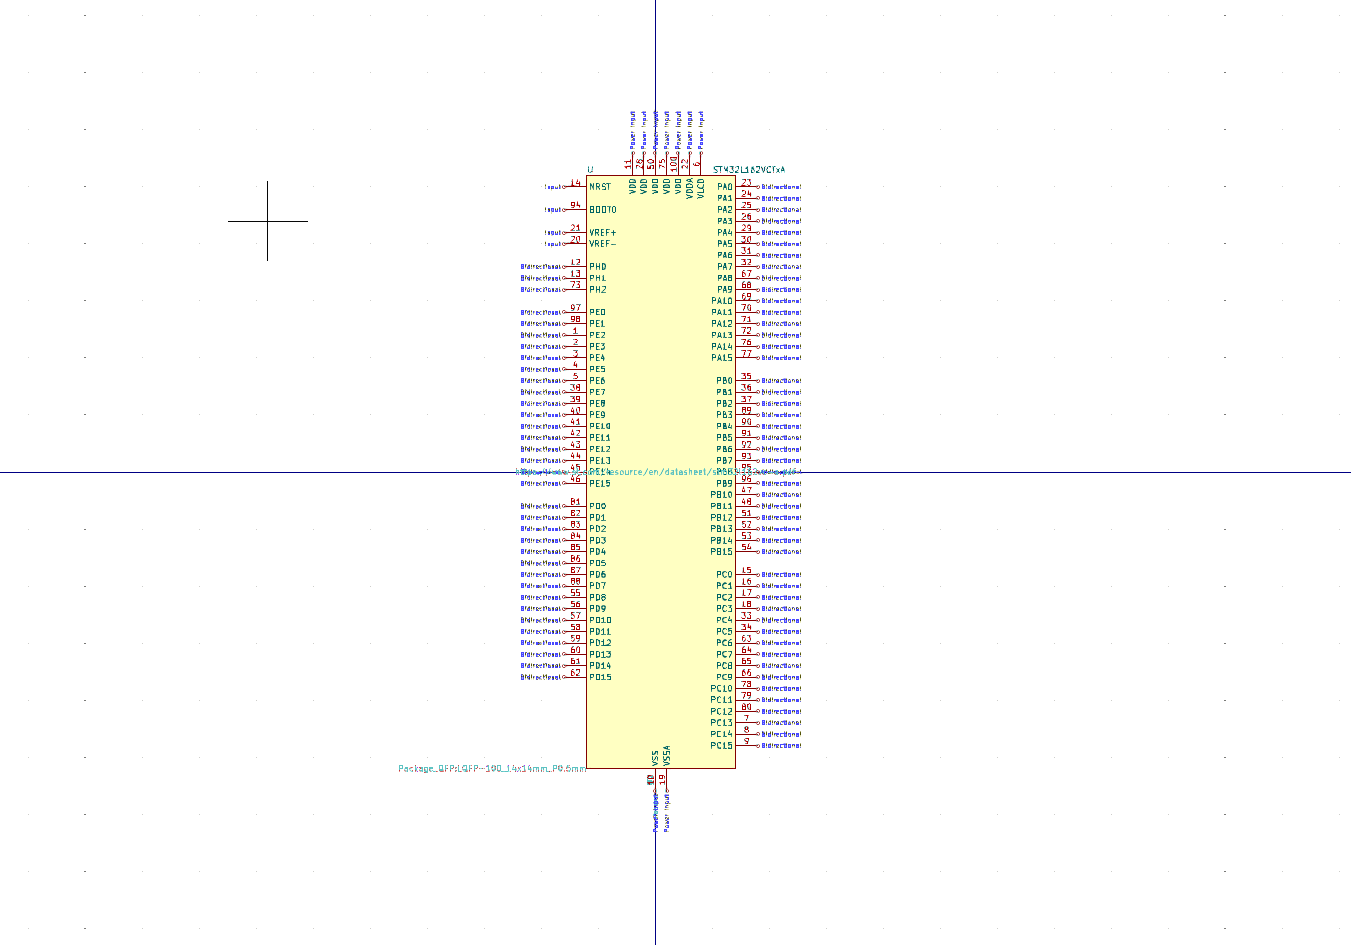 Power Input Power Input Power Input Power Input Power Input Power Input Power Input
11 28 50 75 100 22 6
VDD VDD VDD VDD VDD VDDA VLCD
U STM32L162VCTxA
Input 14 NRST PA0 23 Bidirectional
PA1 24 Bidirectional
Input 94 BOOT0 PA2 25 Bidirectional
PA3 26 Bidirectional
Input 21 VREF+ PA4 29 Bidirectional
Input 20 VREF- PA5 30 Bidirectional
PA6 31 Bidirectional
Bidirectional 12 PH0 PA7 32 Bidirectional
Bidirectional 13 PH1 PA8 67 Bidirectional
Bidirectional 73 PH2 PA9 68 Bidirectional
PA10 69 Bidirectional
Bidirectional 97 PE0 PA11 70 Bidirectional
Bidirectional 98 PE1 PA12 71 Bidirectional
Bidirectional 1 PE2 PA13 72 Bidirectional
Bidirectional 2 PE3 PA14 76 Bidirectional
Bidirectional 3 PE4 PA15 77 Bidirectional
Bidirectional 4 PE5
Bidirectional 5 PE6 PB0 35 Bidirectional
Bidirectional 38 PE7 PB1 36 Bidirectional
Bidirectional 39 PE8 PB2 37 Bidirectional
Bidirectional 40 PE9 PB3 89 Bidirectional
Bidirectional 41 PE10 PB4 90 Bidirectional
Bidirectional 42 PE11 PB5 91 Bidirectional
Bidirectional 43 PE12 PB6 92 Bidirectional
Bidirectional 44 PE13 PB7 93 Bidirectional
45 PE14 resource/en/datasheet/ 95
Bidirectional 46 PE15 PB9 96 Bidirectional
PB10 47 Bidirectional
Bidirectional 81 PD0 PB11 48 Bidirectional
Bidirectional 82 PD1 PB12 51 Bidirectional
Bidirectional 83 PD2 PB13 52 Bidirectional
Bidirectional 84 PD3 PB14 53 Bidirectional
Bidirectional 85 PD4 PB15 54 Bidirectional
Bidirectional 86 PD5
Bidirectional 87 PD6 PC0 15 Bidirectional
Bidirectional 88 PD7 PC1 16 Bidirectional
Bidirectional 55 PD8 PC2 17 Bidirectional
Bidirectional 56 PD9 PC3 18 Bidirectional
Bidirectional 57 PD10 PC4 33 Bidirectional
Bidirectional 58 PD11 PC5 34 Bidirectional
Bidirectional 59 PD12 PC6 63 Bidirectional
Bidirectional 60 PD13 PC7 64 Bidirectional
Bidirectional 61 PD14 PC8 65 Bidirectional
Bidirectional 62 PD15 PC9 66 Bidirectional
PC10 78 Bidirectional
PC11 79 Bidirectional
PC12 80 Bidirectional
PC13 7 Bidirectional
PC14 8 Bidirectional
PC15 9 Bidirectional
VSS VSSA
Package_QFP:LQFP-100_14x14mm_P0.5mm
19
Power Input Power Input